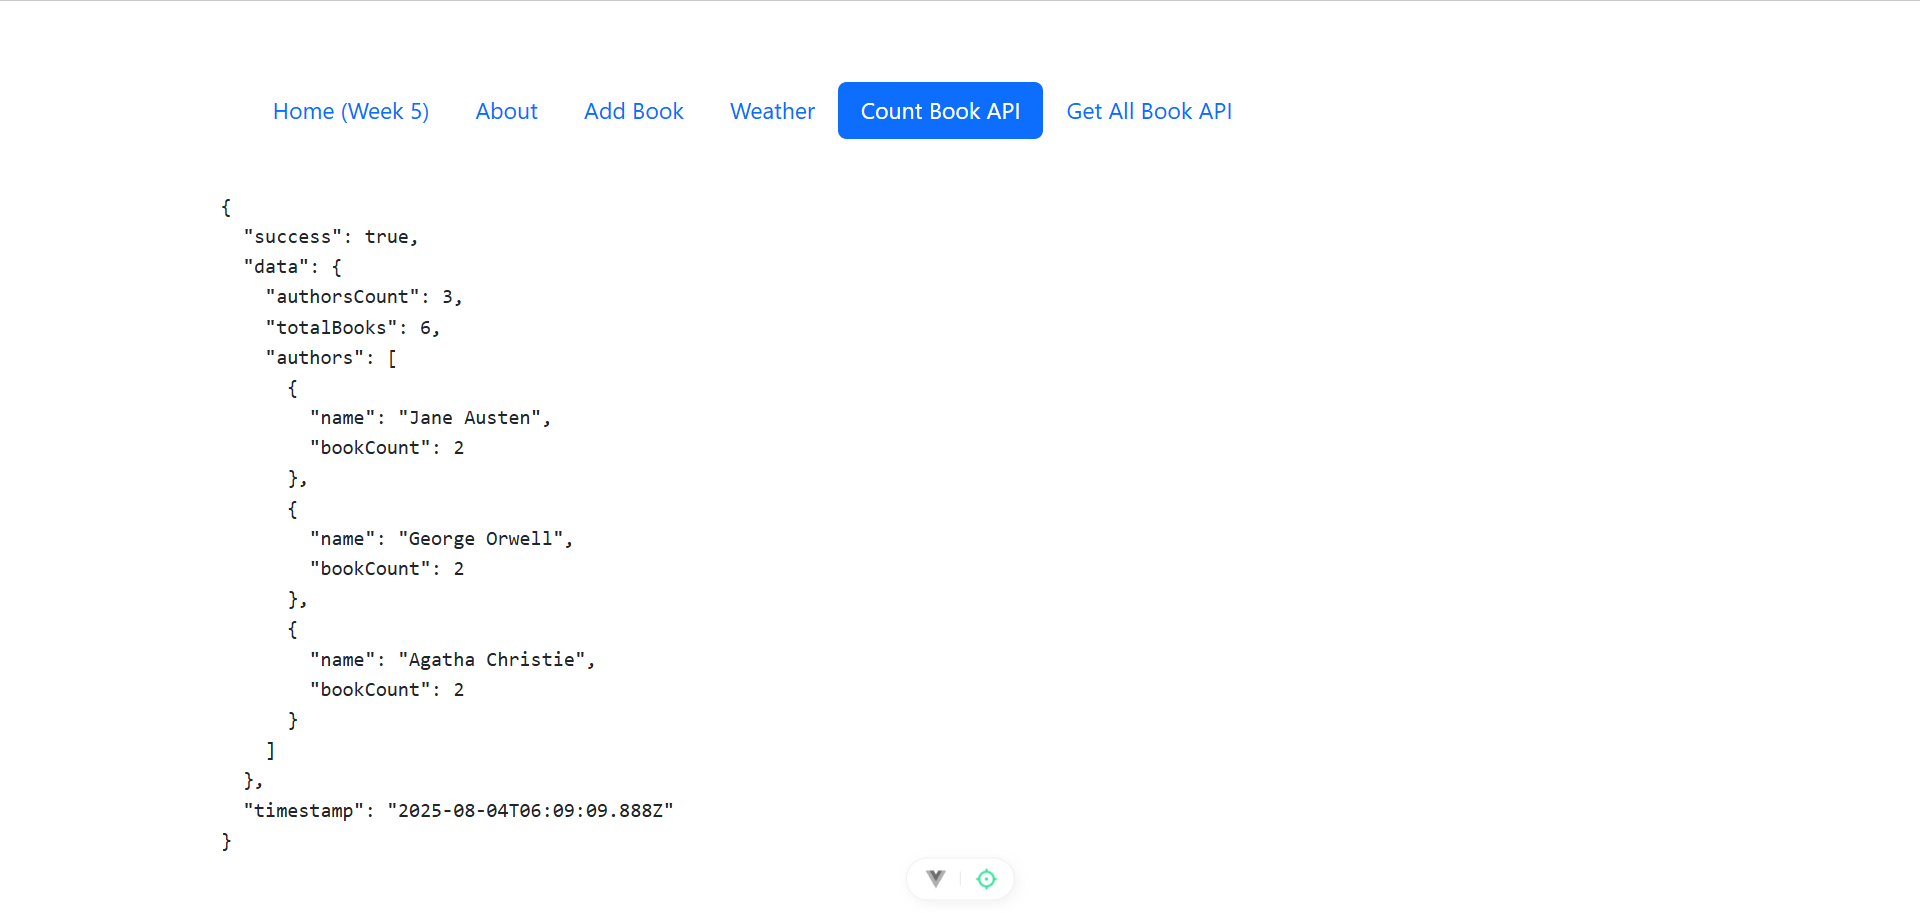 Home (Week 5) About Add Book Weather Count Book API Get All Book API
{
  "success": true,
  "data": {
    "authorsCount": 3,
    "totalBooks": 6,
    "authors": [
      {
        "name": "Jane Austen",
        "bookCount": 2
      },
      {
        "name": "George Orwell",
        "bookCount": 2
      },
      {
        "name": "Agatha Christie",
        "bookCount": 2
      }
    ]
  },
  "timestamp": "2025-08-04T06:09:09.888Z"
}